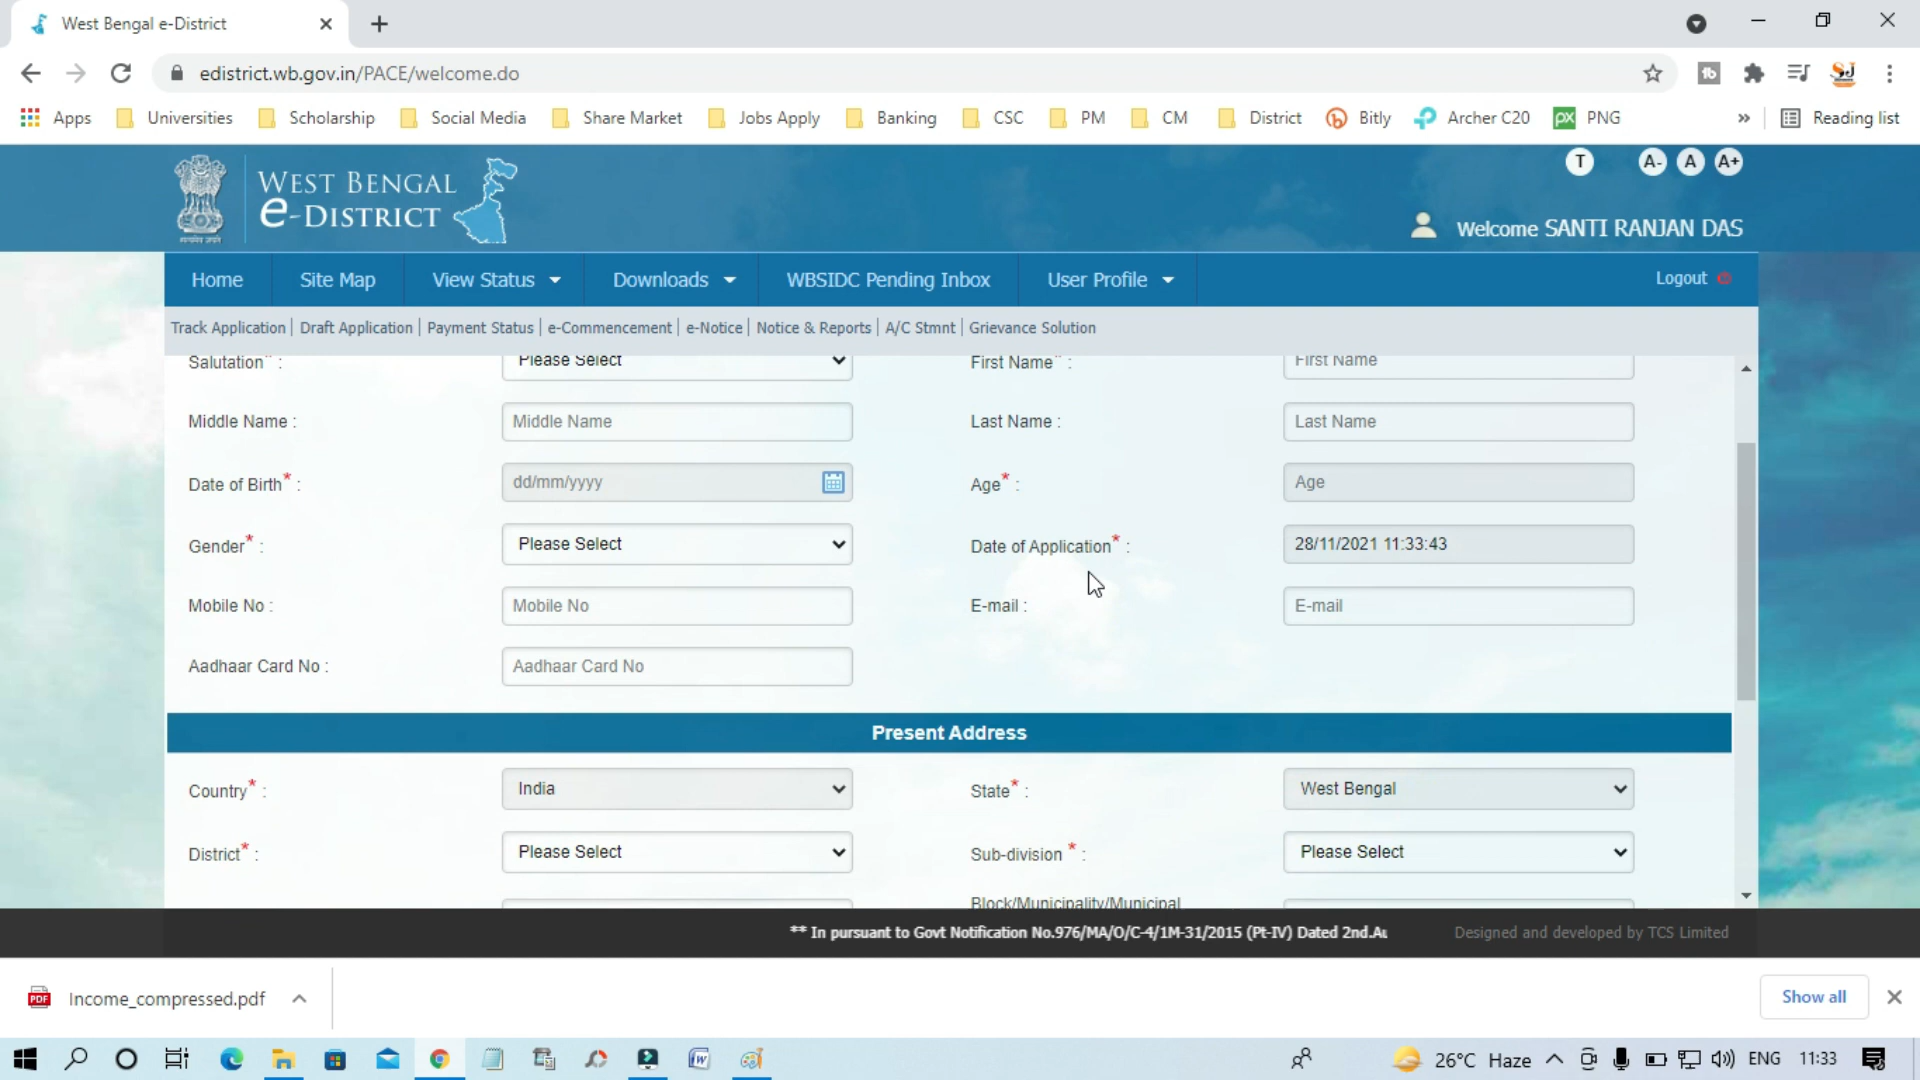 West Bengal e-District
edistrict.wb.gov.in/PACE/welcome.do
Apps Universities Scholarship Social Media Share Market Jobs Apply Banking CSC PM CM District Bitly Archer C20 PNG » Reading list
T A- A A+
WEST BENGAL
e-DISTRICT
Welcome SANTI RANJAN DAS
Home Site Map View Status Downloads WBSIDC Pending Inbox User Profile Logout
Track Application | Draft Application | Payment Status | e-Commencement | e-Notice | Notice & Reports | A/C Stmnt | Grievance Solution
Salutation* : Please Select First Name* : First Name
Middle Name : Middle Name Last Name : Last Name
Date of Birth* : dd/mm/yyyy Age* : Age
Gender* : Please Select Date of Application* : 28/11/2021 11:33:43
Mobile No : Mobile No E-mail : E-mail
Aadhaar Card No : Aadhaar Card No
Present Address
Country* : India State* : West Bengal
District* : Please Select Sub-division * : Please Select
Block/Municipality/Municipal
** In pursuant to Govt Notification No.976/MA/O/C-4/1M-31/2015 (Pt-IV) Dated 2nd.Au Designed and developed by TCS Limited
PDF Income_compressed.pdf Show all
26°C Haze ENG 11:33